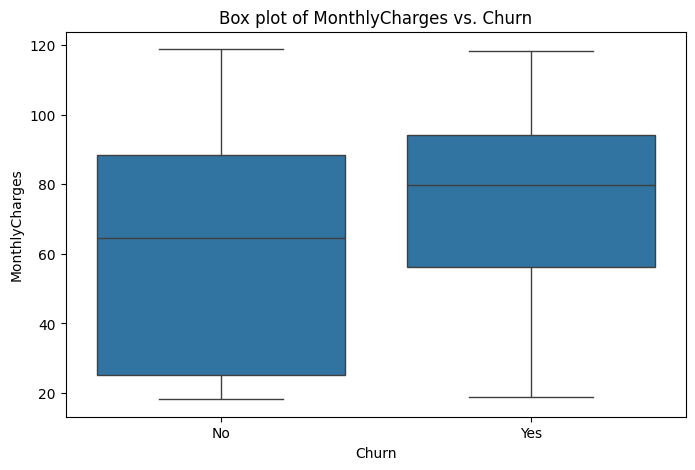 Box plot of MonthlyCharges vs. Churn
120
100
80
60
40
20
MonthlyCharges
No
Yes
Churn